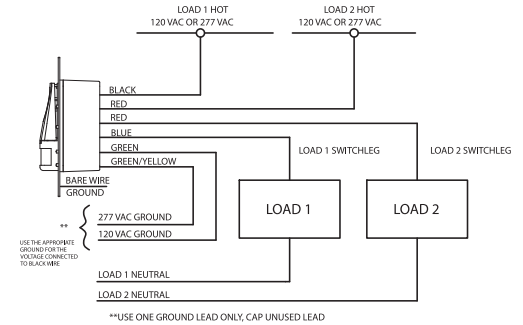 LOAD 1 HOT
120 VAC OR 277 VAC
LOAD 2 HOT
120 VAC OR 277 VAC
BLACK
RED
RED
BLUE
GREEN
GREEN/YELLOW
BARE WIRE
GROUND
LOAD 1 SWITCHLEG
LOAD 2 SWITCHLEG
LOAD 1
LOAD 2
**
USE THE APPROPIATE
GROUND FOR THE
VOLTAGE CONNECTED
TO BLACK WIRE
277 VAC GROUND
120 VAC GROUND
LOAD 1 NEUTRAL
LOAD 2 NEUTRAL
**USE ONE GROUND LEAD ONLY, CAP UNUSED LEAD